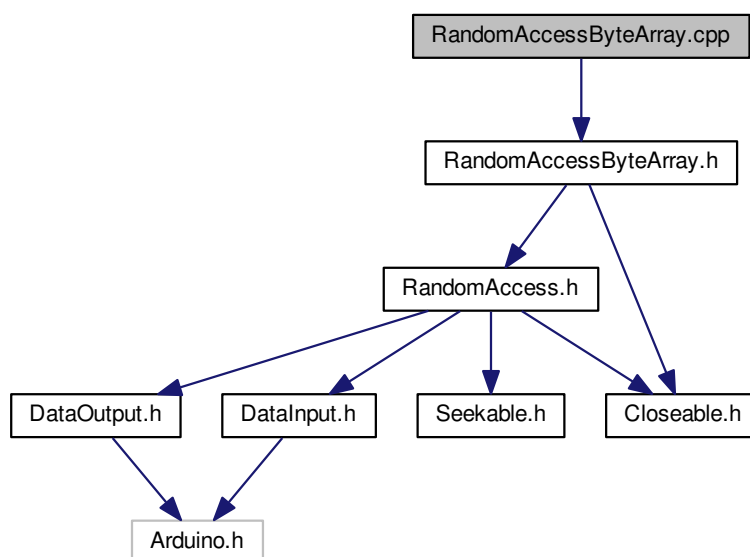 RandomAccessByteArray.cpp
RandomAccessByteArray.h
RandomAccess.h
DataOutput.h
DataInput.h
Seekable.h
Closeable.h
Arduino.h